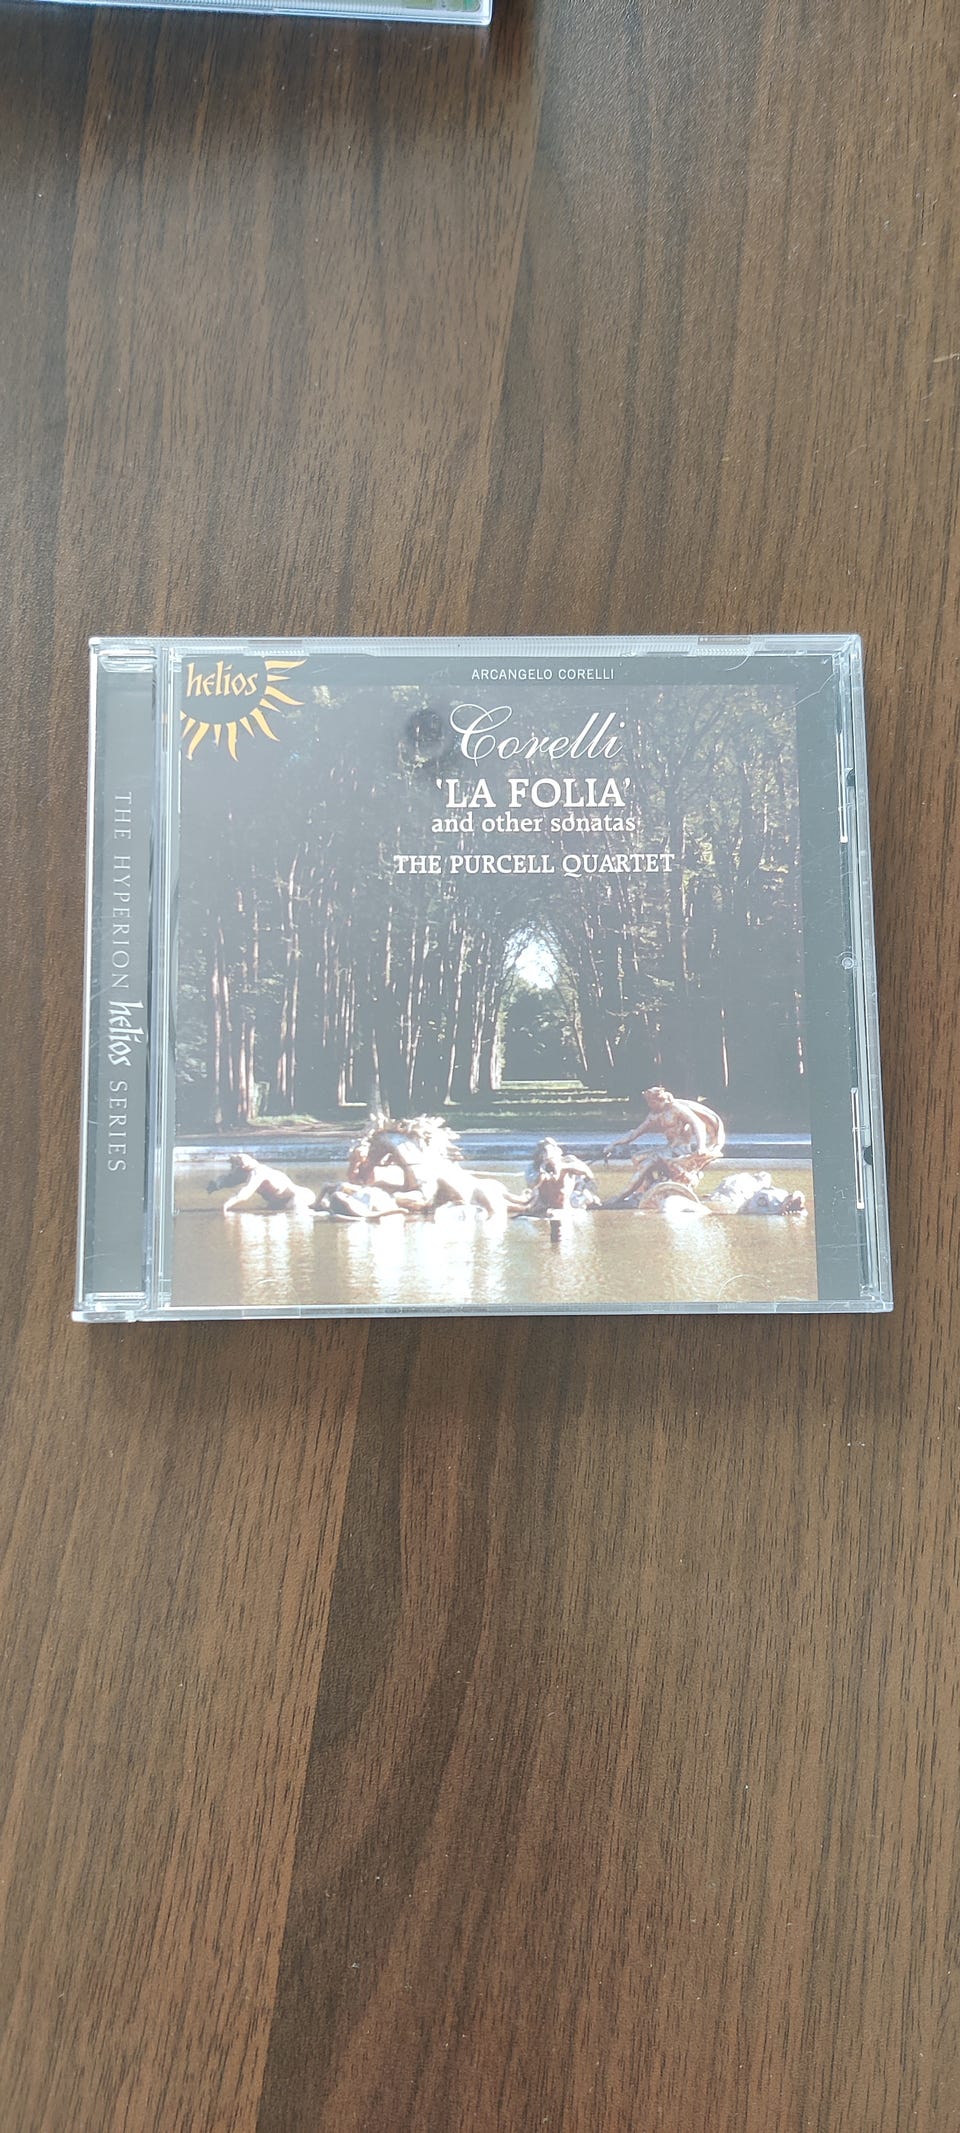 helios
ARCANGELO CORELLI
Corelli
'LA FOLIA'
and other sonatas
THE PURCELL QUARTET
THE HYPERION helios SERIES